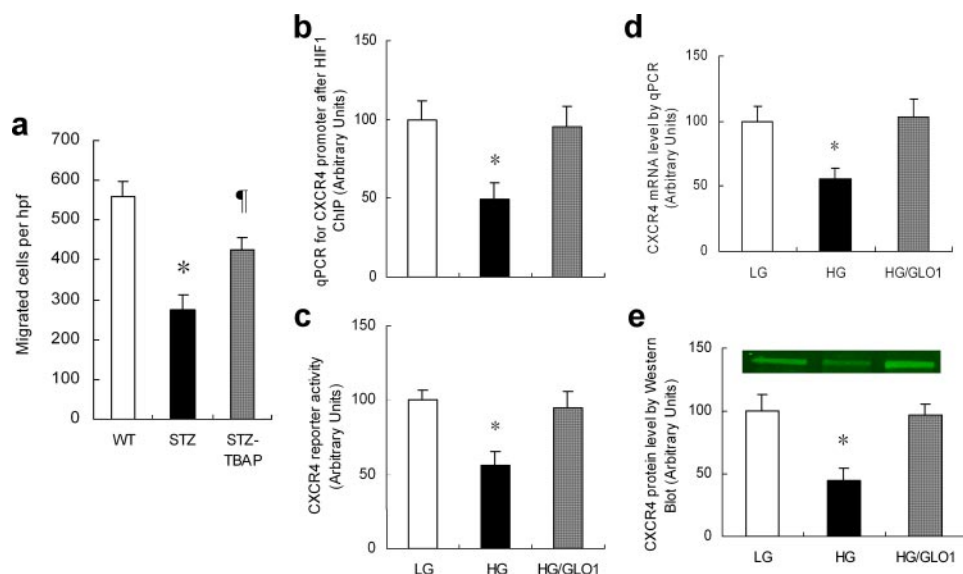 a
Migrated cells per hpf
700
600
500
400
300
200
100
0
*
¶
WT
STZ
STZ-
TBAP
b
qPCR for CXCR4 promoter after HIF1
ChIP (Arbitrary Units)
150
100
50
0
*
c
CXCR4 reporter activity
(Arbitrary Units)
150
100
50
0
*
LG
HG
HG/GLO1
d
CXCR4 mRNA level by qPCR
(Arbitrary Units)
150
100
50
0
*
LG
HG
HG/GLO1
e
CXCR4 protein level by Western
Blot (Arbitrary Units)
150
100
50
0
*
LG
HG
HG/GLO1